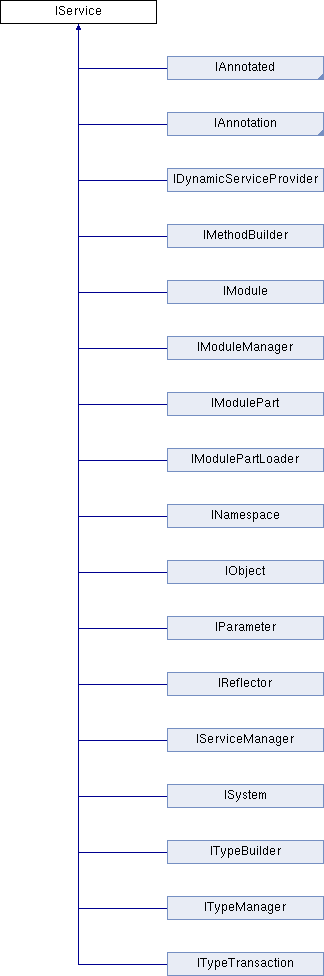 IService
IAnnotated
IAnnotation
IDynamicServiceProvider
IMethodBuilder
IModule
IModuleManager
IModulePart
IModulePartLoader
INamespace
IObject
IParameter
IReflector
IServiceManager
ISystem
ITypeBuilder
ITypeManager
ITypeTransaction